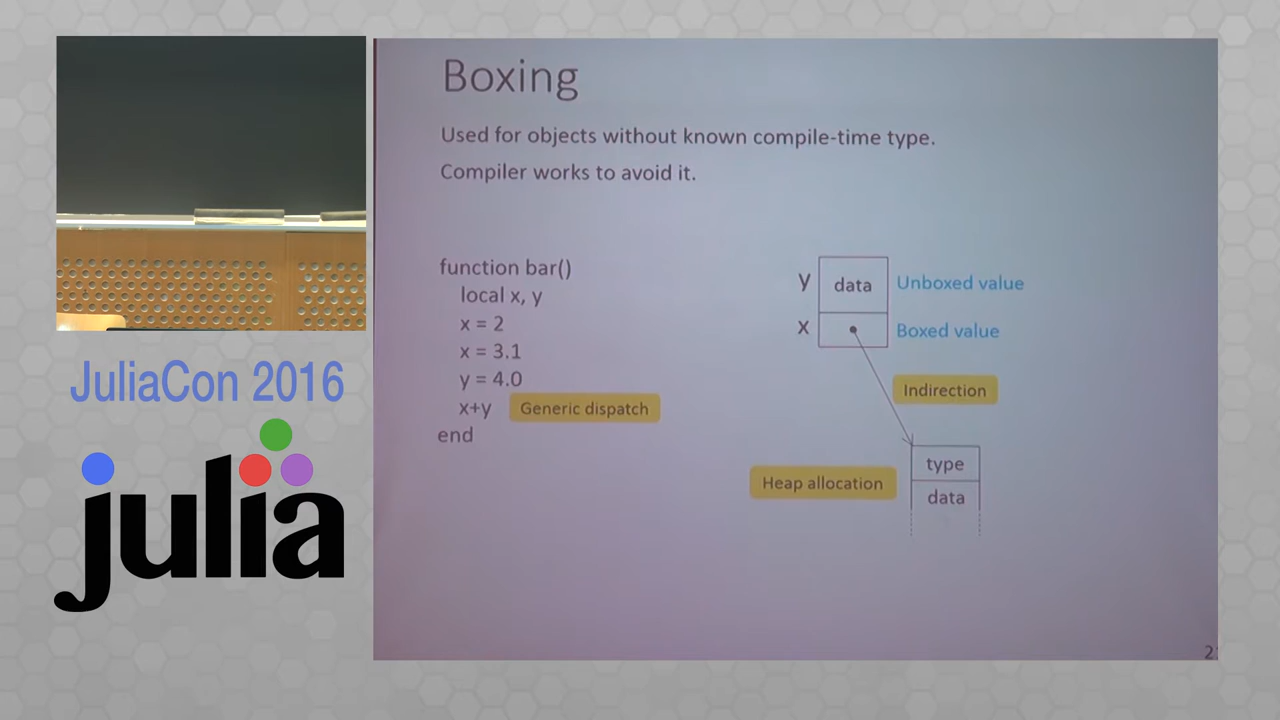 Boxing
Used for objects without known compile-time type.
Compiler works to avoid it.
function bar()
local x, y
x = 2
x = 3.1
y = 4.0
x+y Generic dispatch
end
y data Unboxed value
x Boxed value
Indirection
Heap allocation
type
data
JuliaCon 2016
julia